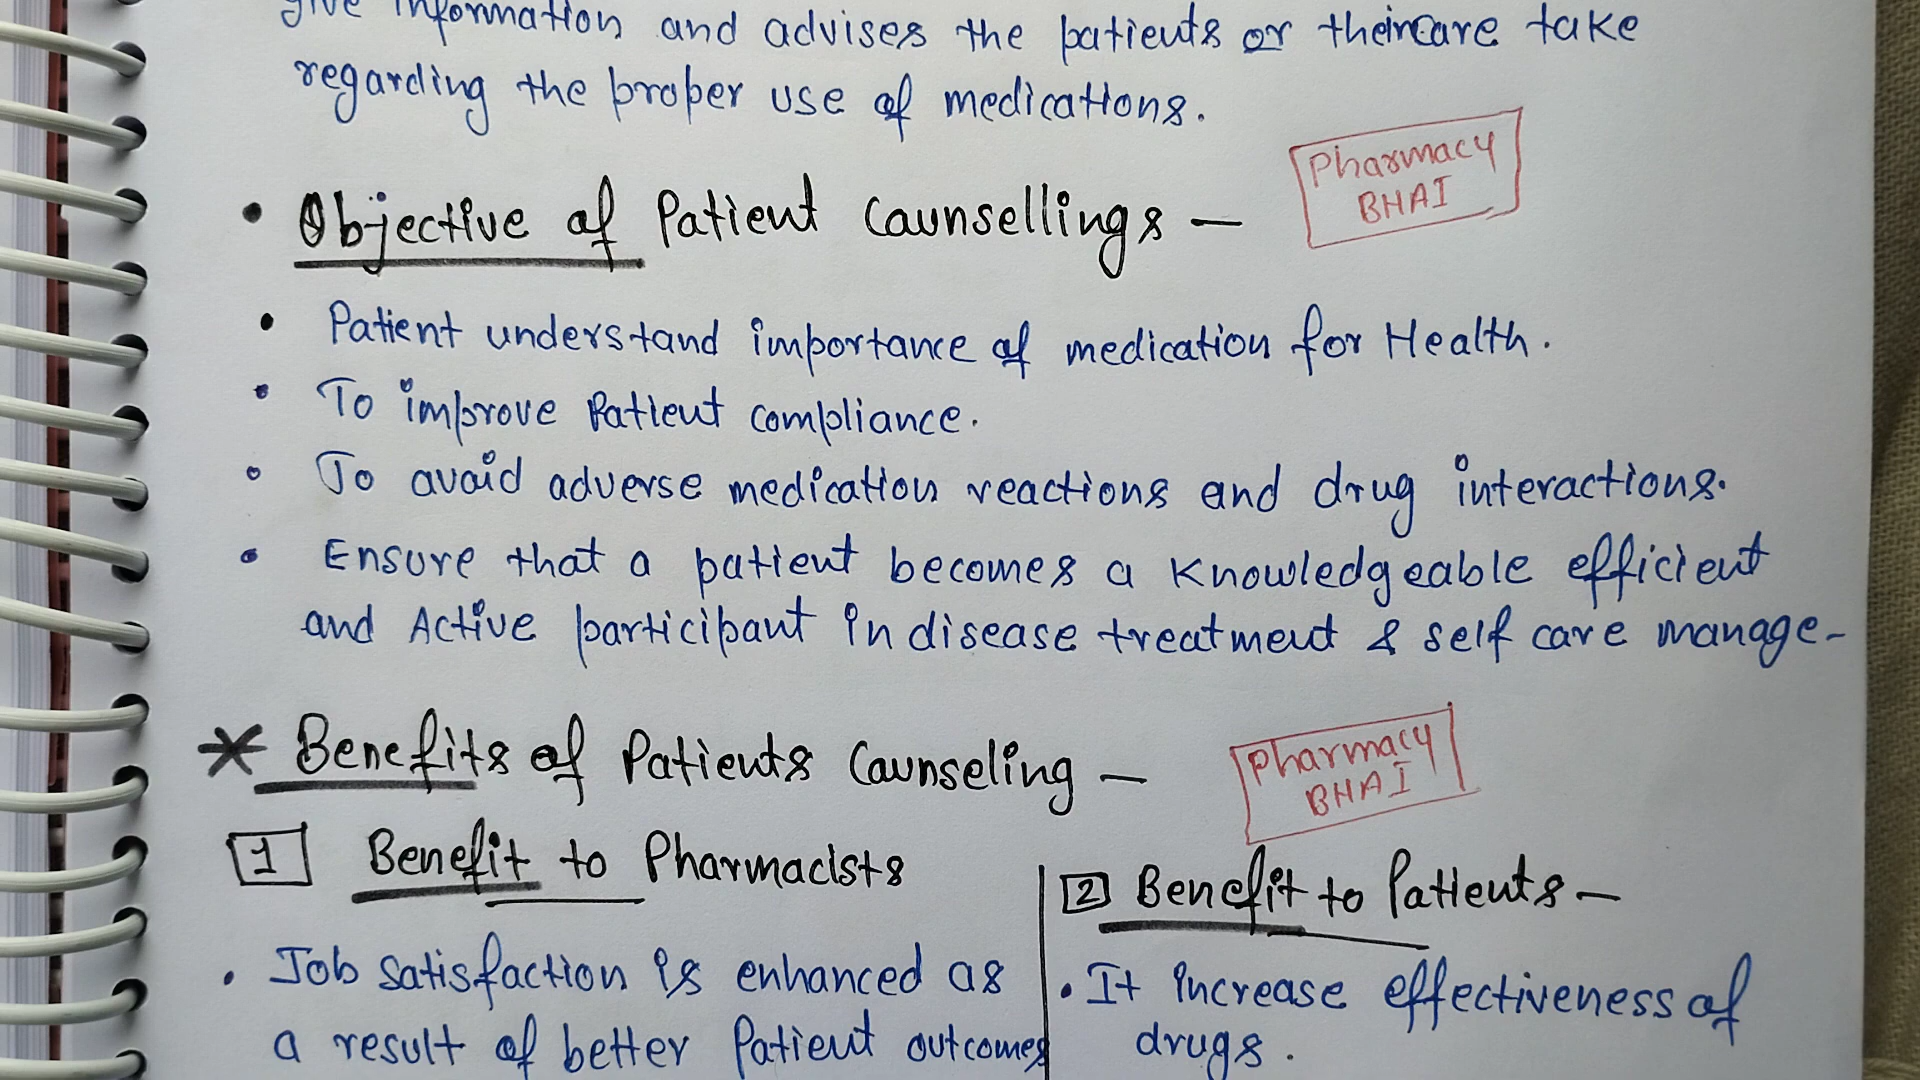 give information and advises the patients or their care take
regarding the proper use of medications.
Pharmacy
BHAI
• Objective of Patient Counsellings —
• Patient understand importance of medication for Health.
• To improve Patient compliance.
• To avoid adverse medication reactions and drug interactions.
• Ensure that a patient becomes a Knowledgeable efficient
and Active participant in disease treatment & self care manage-
* Benefits of Patients Counseling —
Pharmacy
BHAI
1 Benefit to Pharmacists
• Job satisfaction is enhanced as
a result of better Patient outcomes
2 Benefit to Patients —
• It increase effectiveness of
drugs.